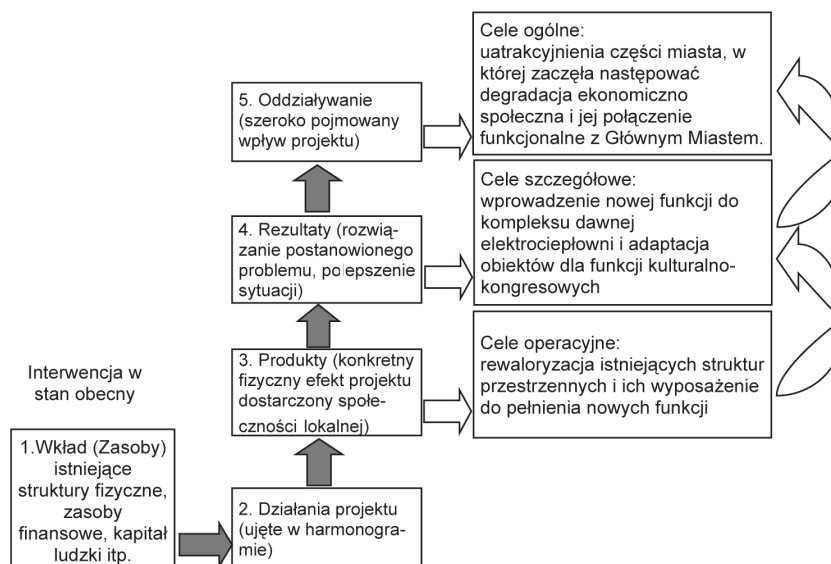 Cele ogólne:
uatrakcyjnienia części miasta, w
której zaczęła następować
degradacja ekonomiczno
społeczna i jej połączenie
funkcjonalne z Głównym Miastem.
5. Oddziaływanie
(szeroko pojmowany
wpływ projektu)
Cele szczegółowe:
wprowadzenie nowej funkcji do
kompleksu dawnej
elektrociepłowni i adaptacja
obiektów dla funkcji kulturalno-
kongresowych
4. Rezultaty (rozwią-
zanie postanowionego
problemu, polepszenie
sytuacji)
Cele operacyjne:
rewaloryzacja istniejących struktur
przestrzennych i ich wyposażenie
do pełnienia nowych funkcji
3. Produkty (konkretny
fizyczny efekt projektu
dostarczony społe-
czności lokalnej)
Interwencja w
stan obecny
1.Wkład (Zasoby)
istniejące
struktury fizyczne,
zasoby
finansowe, kapitał
ludzki itp.
2. Działania projektu
(ujęte w harmonogra-
mie)